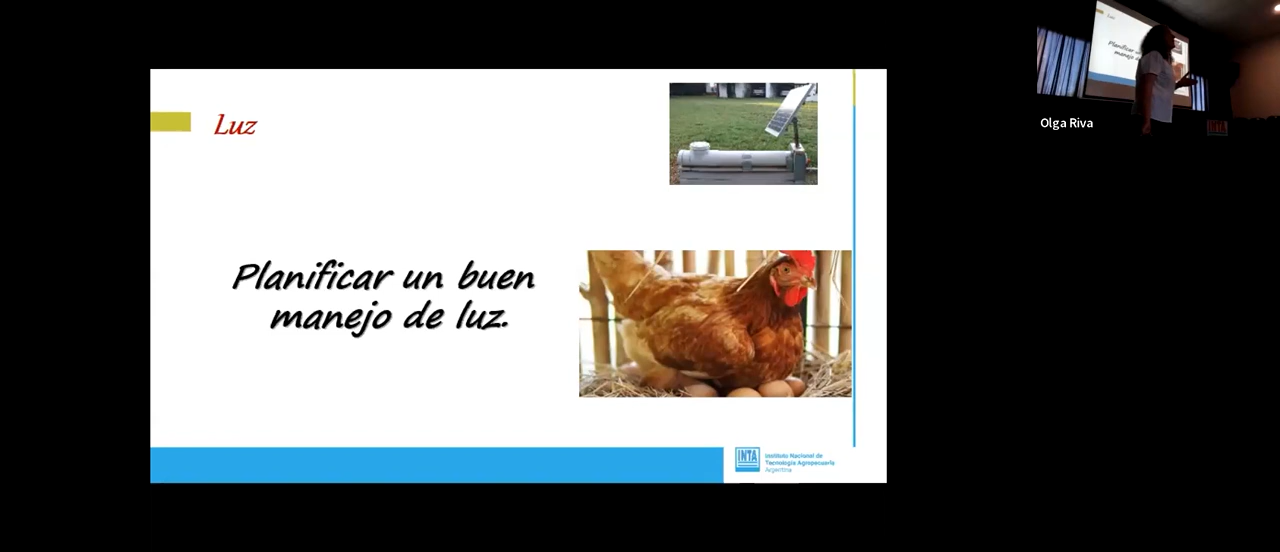 Luz
Planificar un buen
manejo de luz.
INTA
Instituto Nacional de
Tecnología Agropecuaria
Argentina
Olga Riva